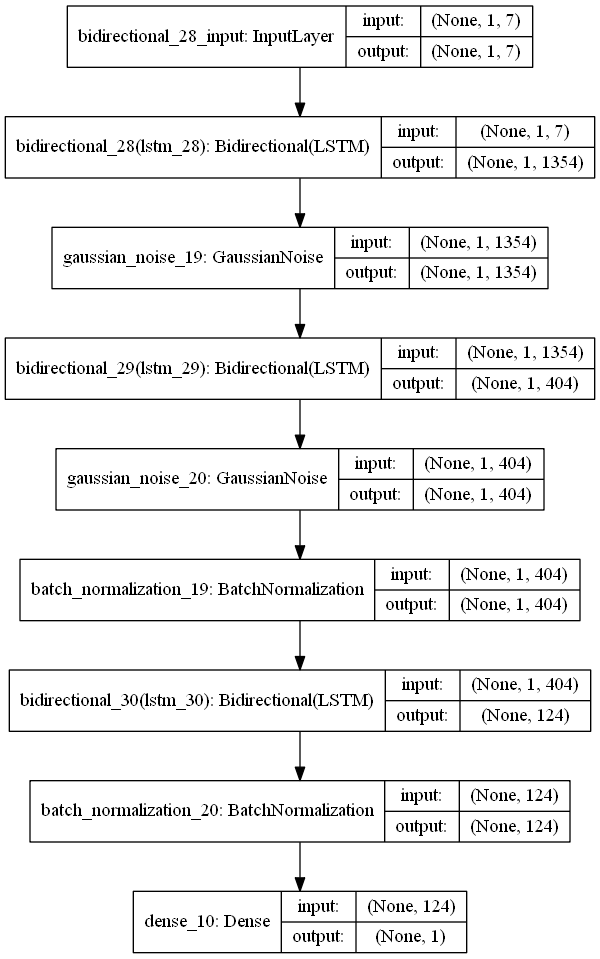 bidirectional_28_input: InputLayer
input: (None, 1, 7)
output: (None, 1, 7)
bidirectional_28(lstm_28): Bidirectional(LSTM)
input: (None, 1, 7)
output: (None, 1, 1354)
gaussian_noise_19: GaussianNoise
input: (None, 1, 1354)
output: (None, 1, 1354)
bidirectional_29(lstm_29): Bidirectional(LSTM)
input: (None, 1, 1354)
output: (None, 1, 404)
gaussian_noise_20: GaussianNoise
input: (None, 1, 404)
output: (None, 1, 404)
batch_normalization_19: BatchNormalization
input: (None, 1, 404)
output: (None, 1, 404)
bidirectional_30(lstm_30): Bidirectional(LSTM)
input: (None, 1, 404)
output: (None, 124)
batch_normalization_20: BatchNormalization
input: (None, 124)
output: (None, 124)
dense_10: Dense
input: (None, 124)
output: (None, 1)